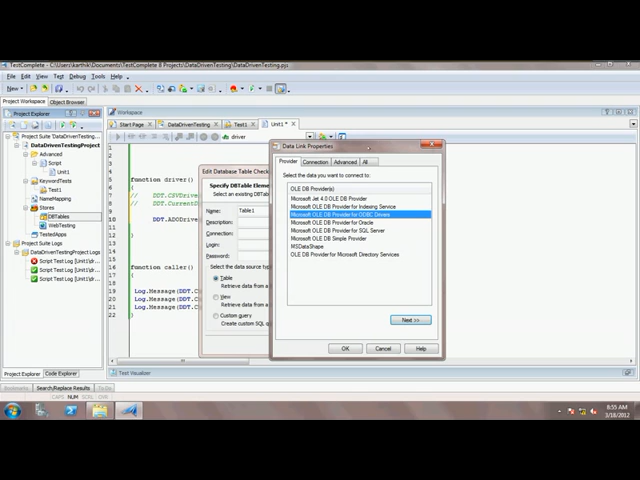 TestComplete - C:\Users\karthik\Documents\TestComplete 8 Projects\DataDrivenTesting\DataDrivenTesting.pjs
File Edit View Test Debug Tools Help
New
Project Workspace Object Browser
Project Explorer
Workspace
Start Page DataDrivenTesting Test1 Unit1 *
driver
Project Suite 'DataDrivenTesting...
DataDrivenTestingProject
Advanced
Script
Unit1
KeywordTests
Test1
NameMapping
Stores
DBTables
WebTesting
TestedApps
Project Suite Logs
DataDrivenTestingProject Logs
Script Test Log [Unit1\driver
Script Test Log [Unit1\driver
Script Test Log [Unit1\driver
function driver()
// DDT.CSVDrive
// DDT.CurrentD
DDT.ADODrive
function caller()
{
Log.Message(DDT.C
Log.Message(DDT.C
Log.Message(DDT.C
}
Edit Database Table Check
Specify DBTable Eleme
Select an existing DBTable
Name: Table1
Description:
Connection:
Login:
Password:
Select the data source typ
Table
Retrieve data from a
View
Retrieve data from a
Custom query
Create custom SQL q
Data Link Properties
Provider Connection Advanced All
Select the data you want to connect to:
OLE DB Provider(s)
Microsoft Jet 4.0 OLE DB Provider
Microsoft OLE DB Provider for Indexing Service
Microsoft OLE DB Provider for ODBC Drivers
Microsoft OLE DB Provider for Oracle
Microsoft OLE DB Provider for SQL Server
Microsoft OLE DB Simple Provider
MSDataShape
OLE DB Provider for Microsoft Directory Services
Next >>
OK Cancel Help
Project Explorer Code Explorer
Test Visualizer
Bookmarks Search/Replace Results To Do
CAPS NUM SCRL OVR
8:55 AM
3/18/2012